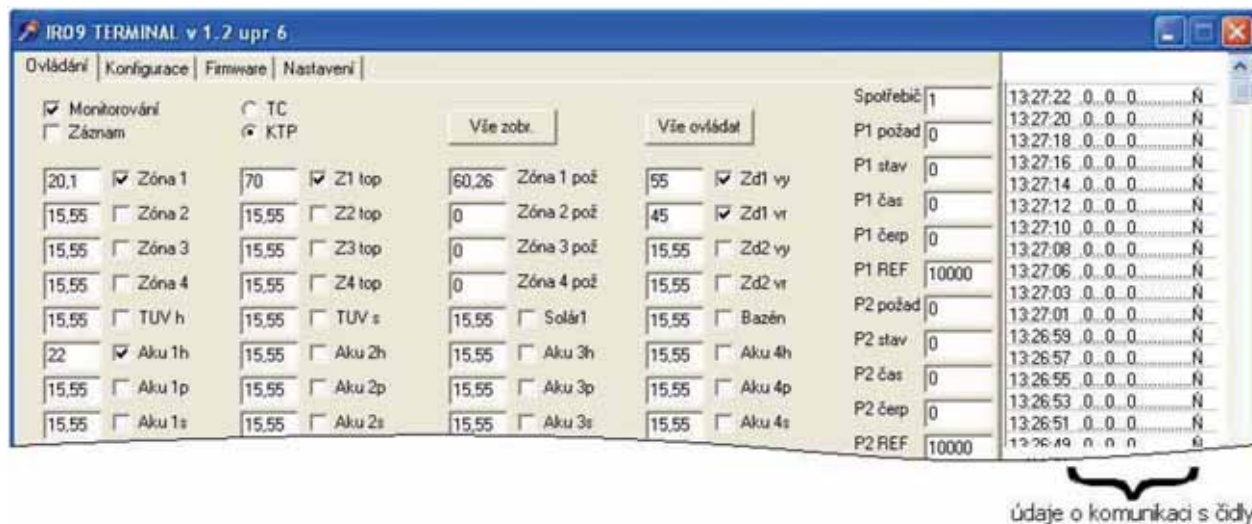 IR09 TERMINAL v 1.2 upr 6
Ovládání Konfigurace Firmware Nastavení
Monitorování TC
Záznam KTP
Vše zobr. Vše ovládat
20,1 Zóna 1 70 Z1 top 60,26 Zóna 1 pož 55 Zd1 vy
15,55 Zóna 2 15,55 Z2 top 0 Zóna 2 pož 45 Zd1 vr
15,55 Zóna 3 15,55 Z3 top 0 Zóna 3 pož 15,55 Zd2 vy
15,55 Zóna 4 15,55 Z4 top 0 Zóna 4 pož 15,55 Zd2 vr
15,55 TUV h 15,55 TUV s 15,55 Solár1 15,55 Bazén
22 Aku 1h 15,55 Aku 2h 15,55 Aku 3h 15,55 Aku 4h
15,55 Aku 1p 15,55 Aku 2p 15,55 Aku 3p 15,55 Aku 4p
15,55 Aku 1s 15,55 Aku 2s 15,55 Aku 3s 15,55 Aku 4s
Spotřebič 1
P1 požad 0
P1 stav 0
P1 čas 0
P1 čerp 0
P1 REF 10000
P2 požad 0
P2 stav 0
P2 čas 0
P2 čerp 0
P2 REF 10000
13:27:22 .0...0...0.............Ñ
13:27:20 .0...0...0.............Ñ
13:27:18 .0...0...0.............Ñ
13:27:16 .0...0...0.............Ñ
13:27:14 .0...0...0.............Ñ
13:27:12 .0...0...0.............Ñ
13:27:10 .0...0...0.............Ñ
13:27:08 .0...0...0.............Ñ
13:27:06 .0...0...0.............Ñ
13:27:03 .0...0...0.............Ñ
13:27:01 .0...0...0.............Ñ
13:26:59 .0...0...0.............Ñ
13:26:57 .0...0...0.............Ñ
13:26:55 .0...0...0.............Ñ
13:26:53 .0...0...0.............Ñ
13:26:51 .0...0...0.............Ñ
13:26:49 .0...0...0.............Ñ
údaje o komunikaci s čidly